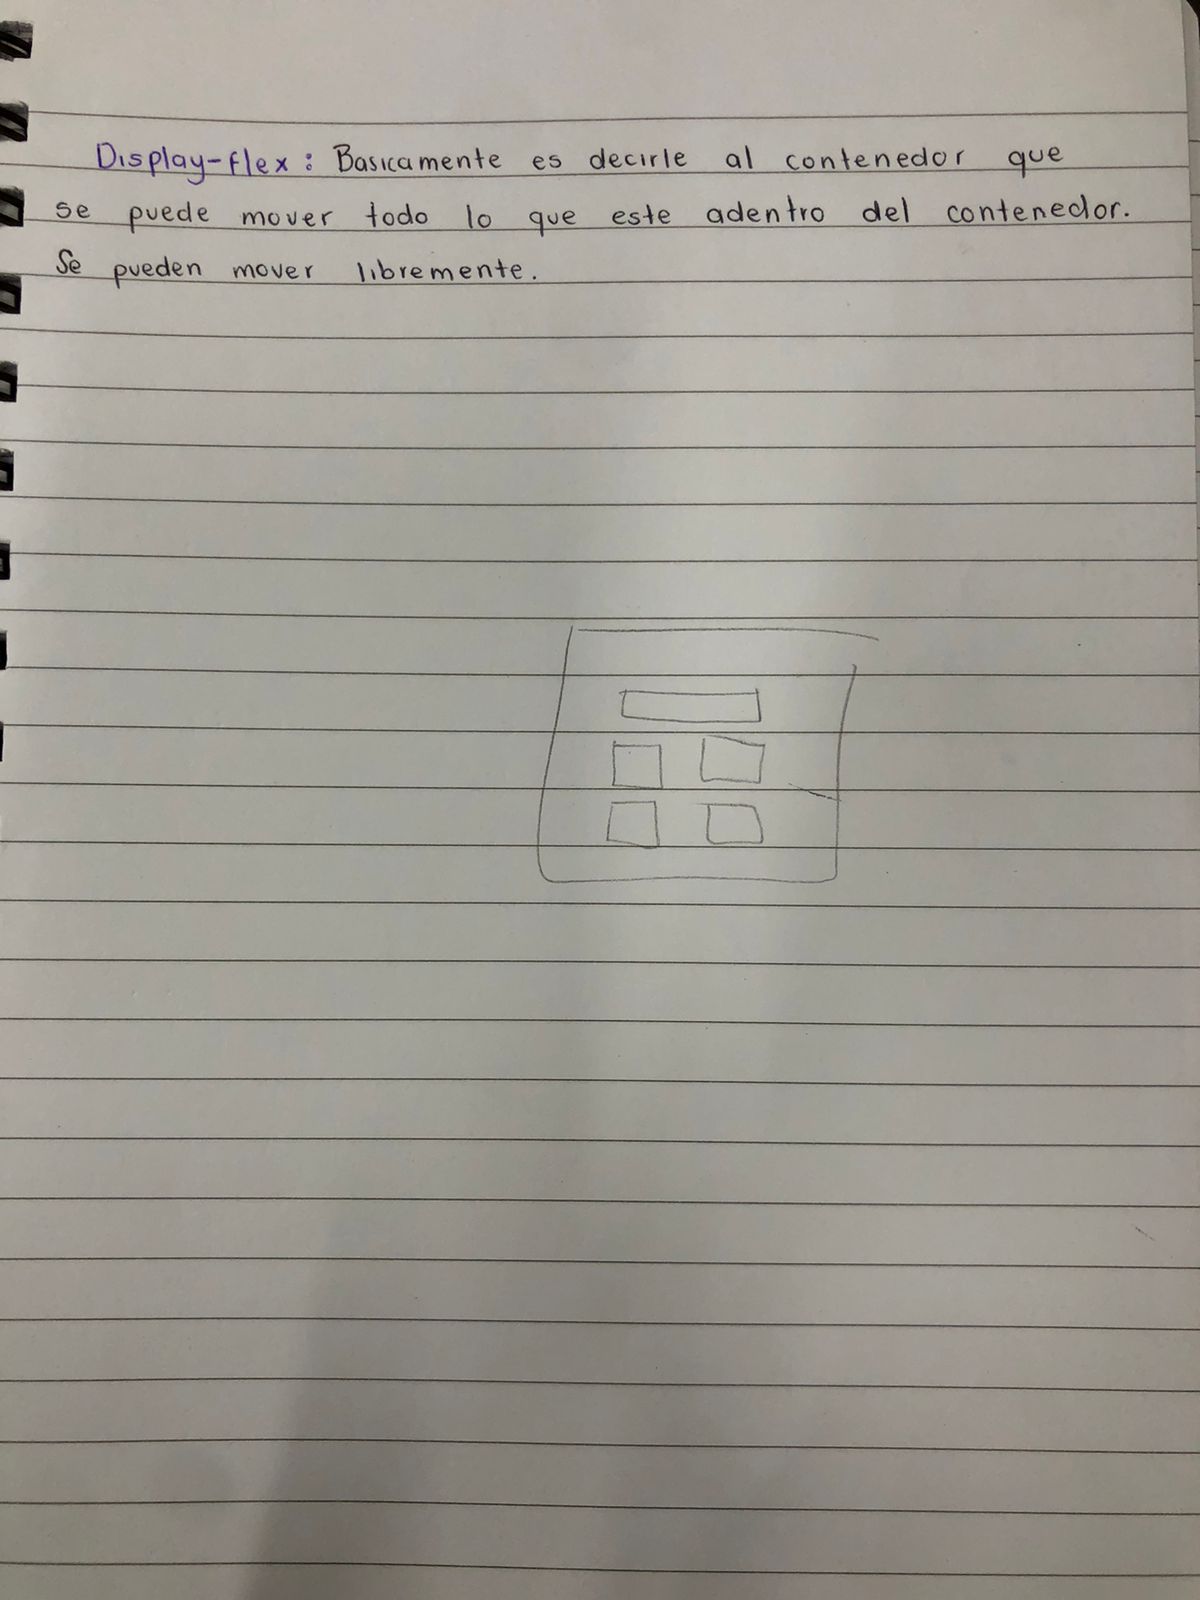 Display-flex: Basicamente es decirle al contenedor que
se puede mover todo lo que este adentro del contenedor.
Se pueden mover libremente.